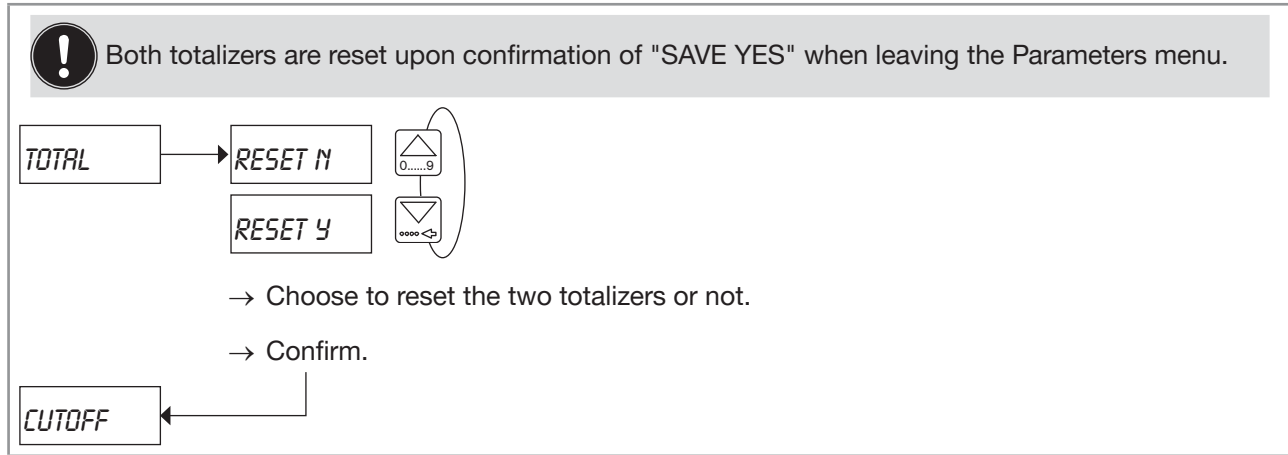 Both totalizers are reset upon confirmation of "SAVE YES" when leaving the Parameters menu.
TOTAL
RESET N
0......9
RESET Y
→ Choose to reset the two totalizers or not.
→ Confirm.
CUTOFF